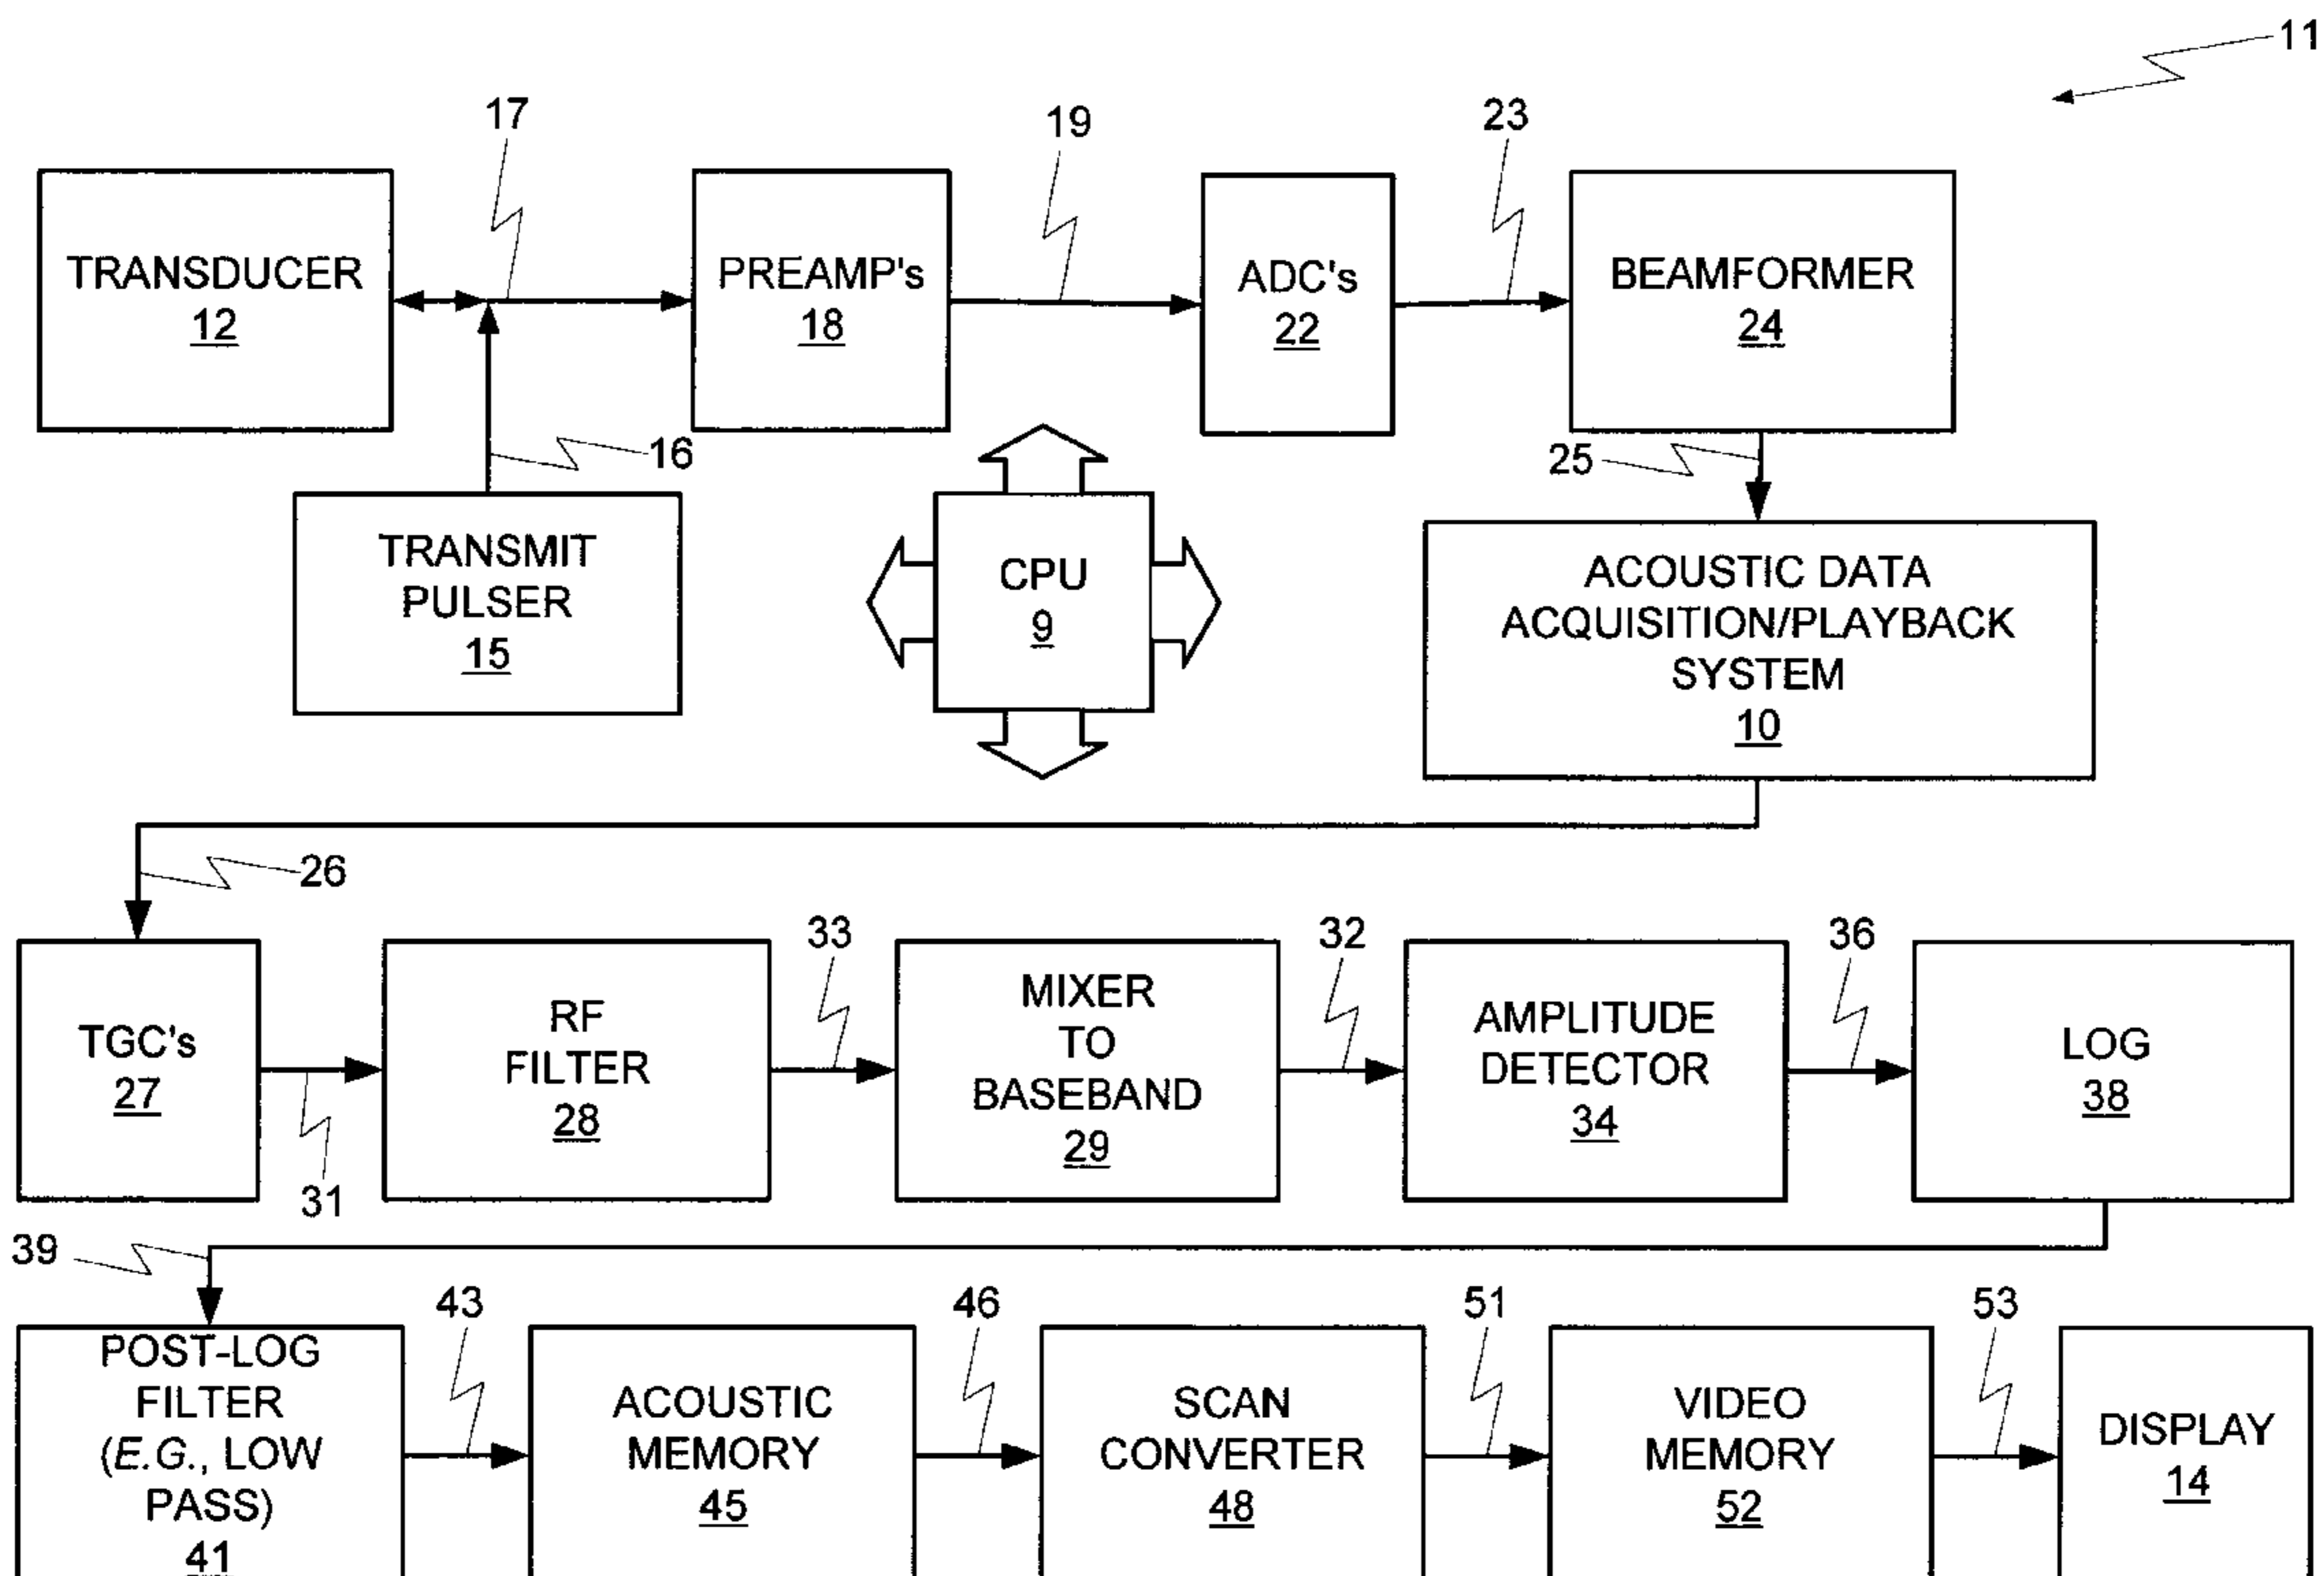 11
17
19
23
TRANSDUCER
12
PREAMP's
18
ADC's
22
BEAMFORMER
24
16
25
TRANSMIT
PULSER
15
CPU
9
ACOUSTIC DATA
ACQUISITION/PLAYBACK
SYSTEM
10
26
33
32
36
TGC's
27
RF
FILTER
28
MIXER
TO
BASEBAND
29
AMPLITUDE
DETECTOR
34
LOG
38
31
39
43
46
51
53
POST-LOG
FILTER
(E.G., LOW
PASS)
41
ACOUSTIC
MEMORY
45
SCAN
CONVERTER
48
VIDEO
MEMORY
52
DISPLAY
14